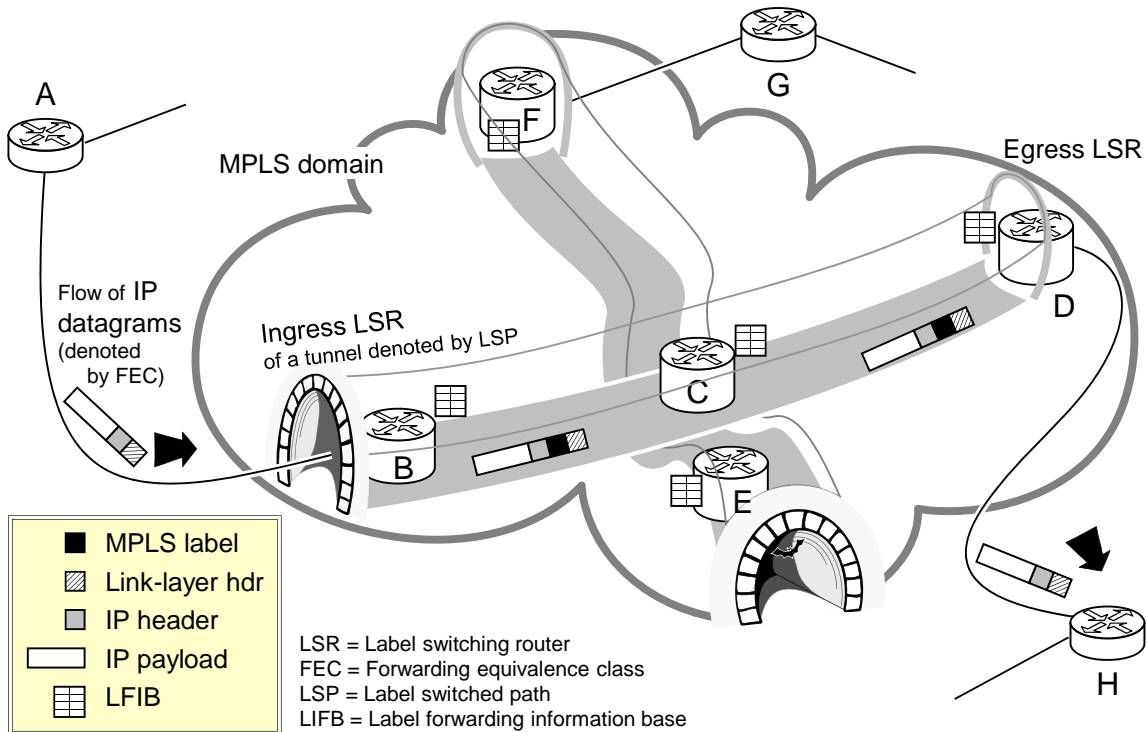 A
G
F
MPLS domain
Egress LSR
D
Flow of IP
datagrams
(denoted
by FEC)
Ingress LSR
of a tunnel denoted by LSP
C
B
E
H
MPLS label
Link-layer hdr
IP header
IP payload
LFIB
LSR = Label switching router
FEC = Forwarding equivalence class
LSP = Label switched path
LIFB = Label forwarding information base